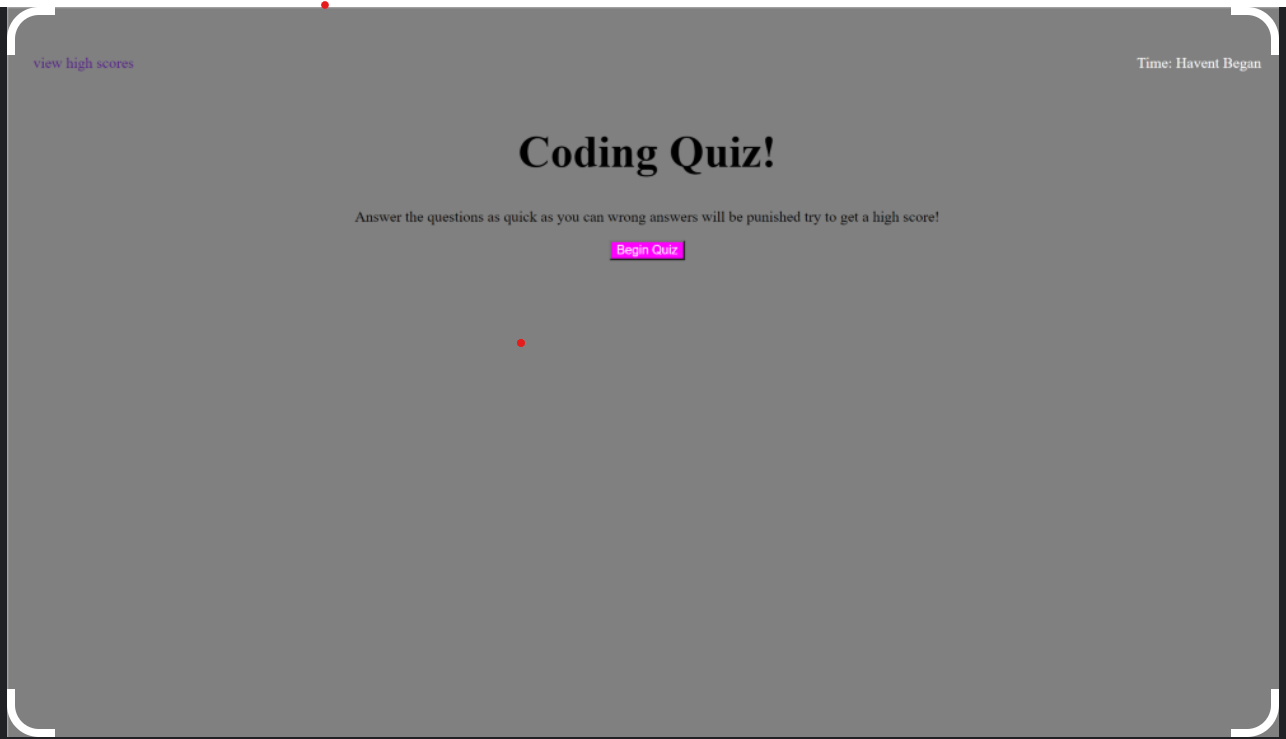 view high scores
Time: Havent Began
Coding Quiz!
Answer the questions as quick as you can wrong answers will be punished try to get a high score!
Begin Quiz